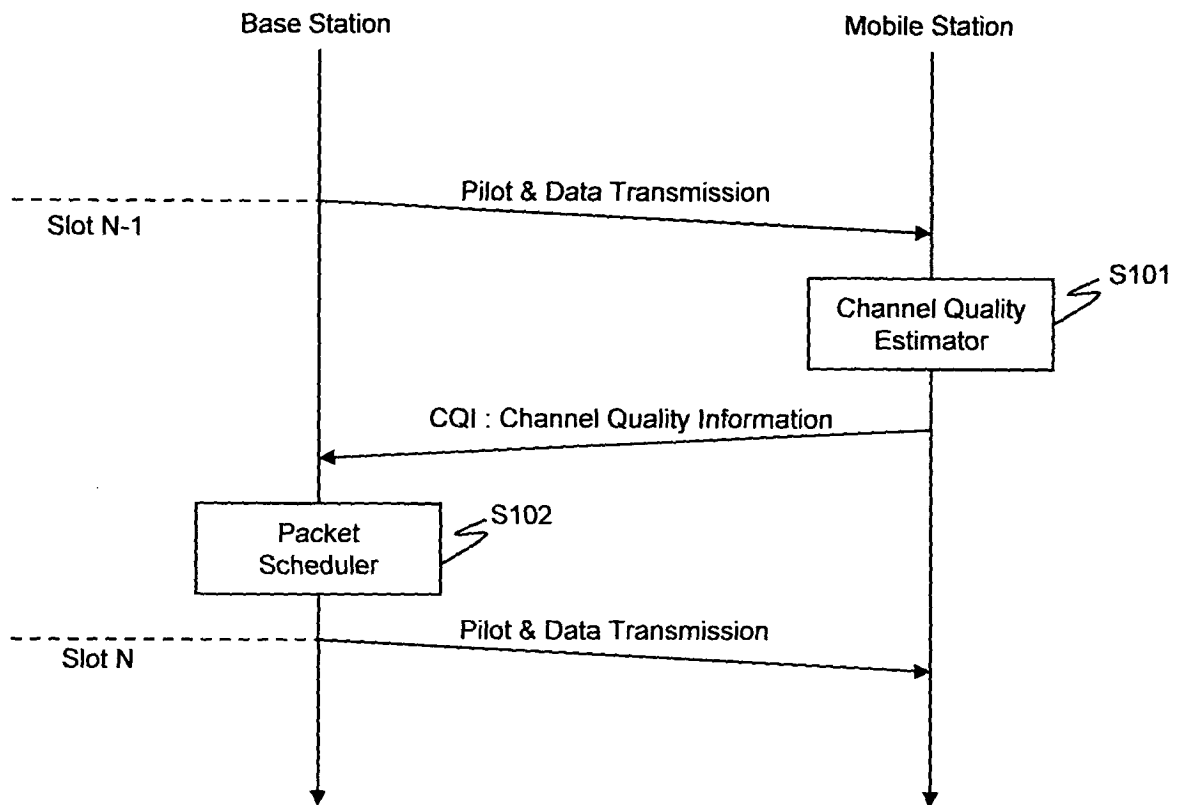 Base Station
Mobile Station
Pilot & Data Transmission
Slot N-1
S101
Channel Quality
Estimator
CQI : Channel Quality Information
S102
Packet
Scheduler
Pilot & Data Transmission
Slot N